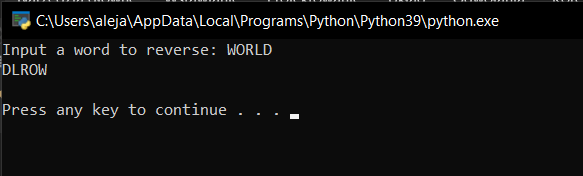 C:\Users\aleja\AppData\Local\Programs\Python\Python39\python.exe
Input a word to reverse: WORLD
DLROW
Press any key to continue . . .